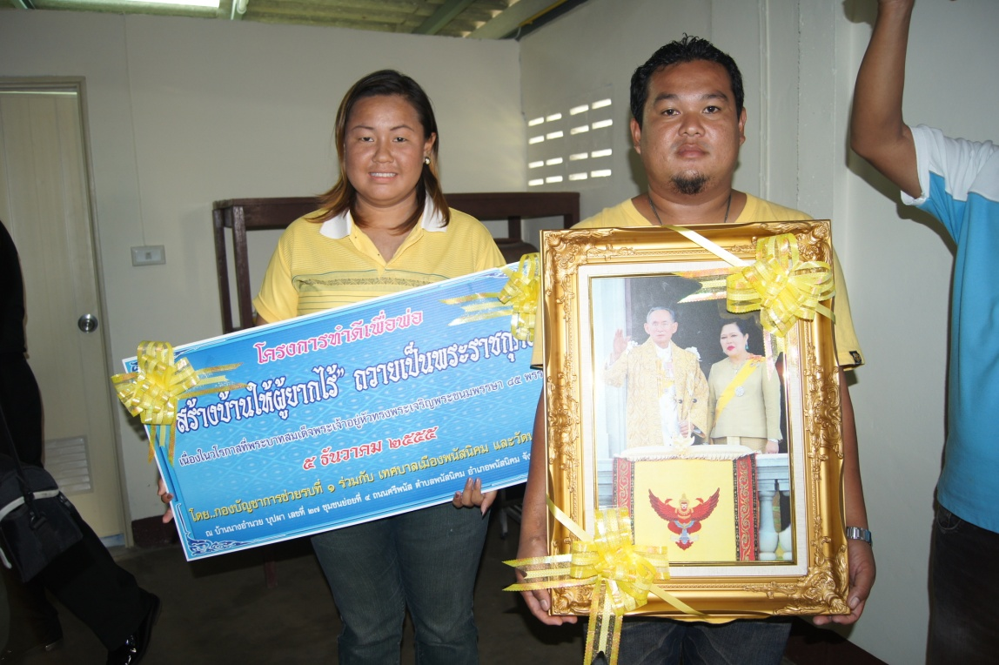 โครงการทำดีเพื่อพ่อ
สร้างบ้านให้ผู้ยากไร้" ถวายเป็นพระราชกุศ
เนื่องในวโรกาสที่พระบาทสมเด็จพระเจ้าอยู่หัวทรงพระเจริญพระชนมพรรษา ๘๕ พรร
๕ ธันวาคม ๒๕๕๕
โดย..กองบัญชาการช่วยรบที่ ๑ ร่วมกับ เทศบาลเมืองพนัสนิคม และวัด
ณ บ้านนางอำนวย บุปผา เลขที่ ๒๗ ชุมชนย่อยที่ ๔ ถนนศรีพนัส ตำบลพนัสนิคม อำเภอพนัสนิคม จัง